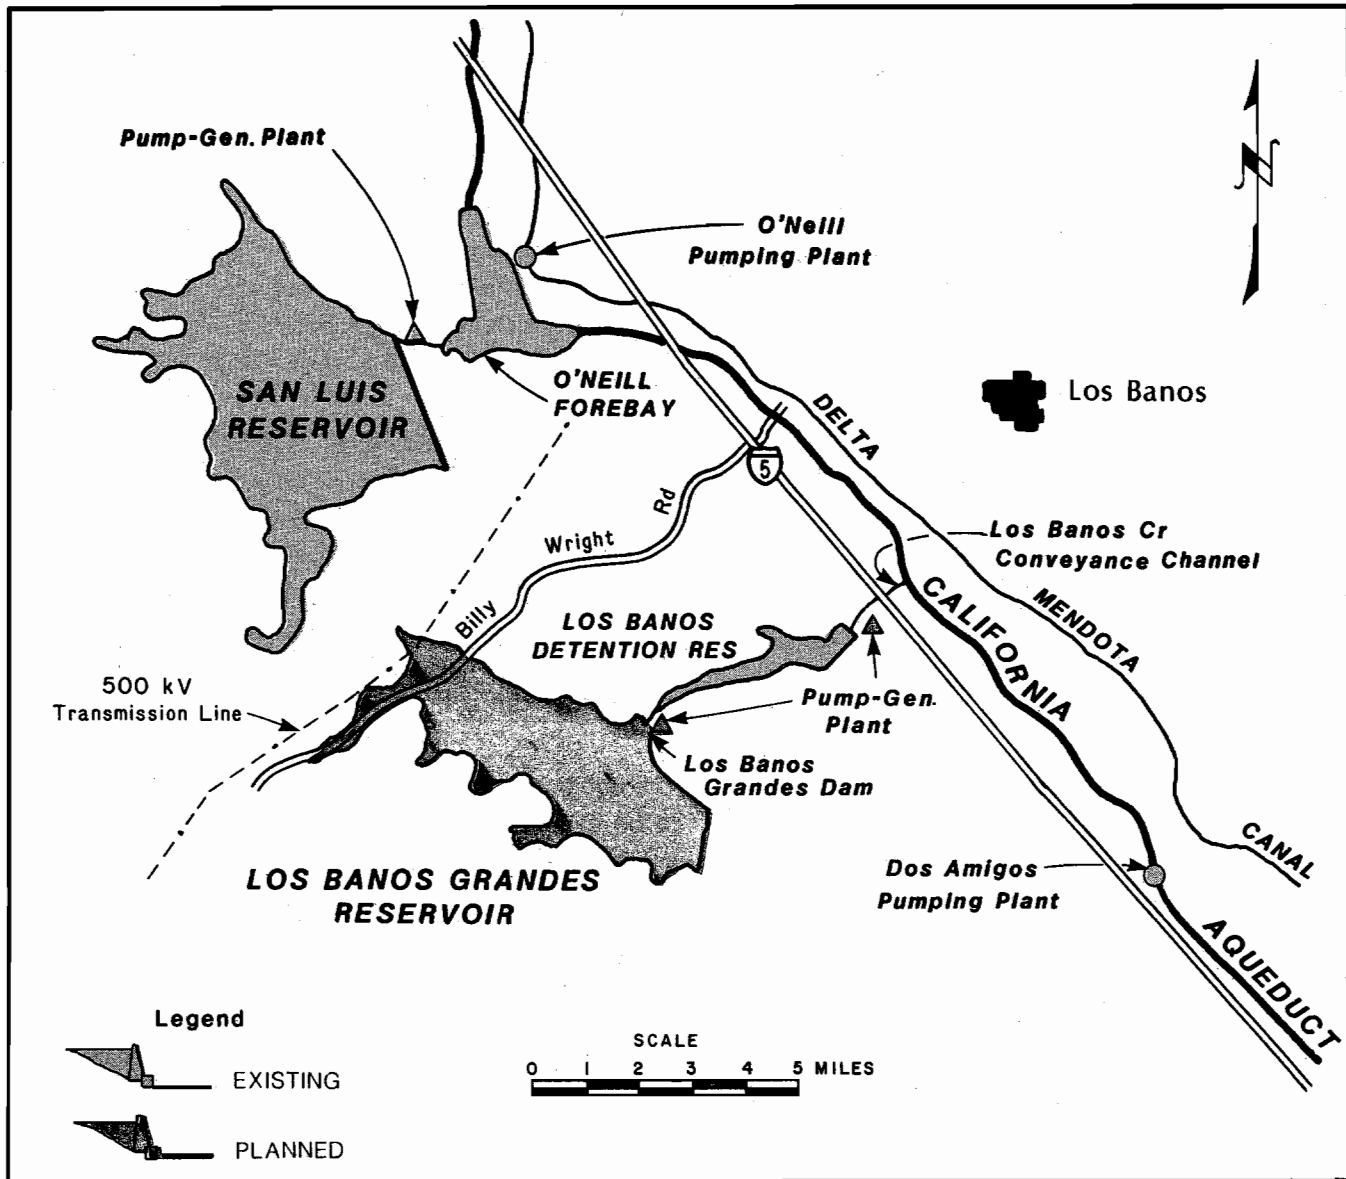 Pump-Gen. Plant
N
O'Neill
Pumping Plant
SAN LUIS
RESERVOIR
O'NEILL
FOREBAY
Los Banos
DELTA
5
Rd
Wright
Billy
Los Banos Cr
Conveyance Channel
CALIFORNIA
MENDOTA
LOS BANOS
DETENTION RES
500 kV
Transmission Line
Pump-Gen.
Plant
Los Banos
Grandes Dam
CANAL
Dos Amigos
Pumping Plant
LOS BANOS GRANDES
RESERVOIR
AQUEDUCT
Legend
EXISTING
PLANNED
SCALE
0 1 2 3 4 5 MILES